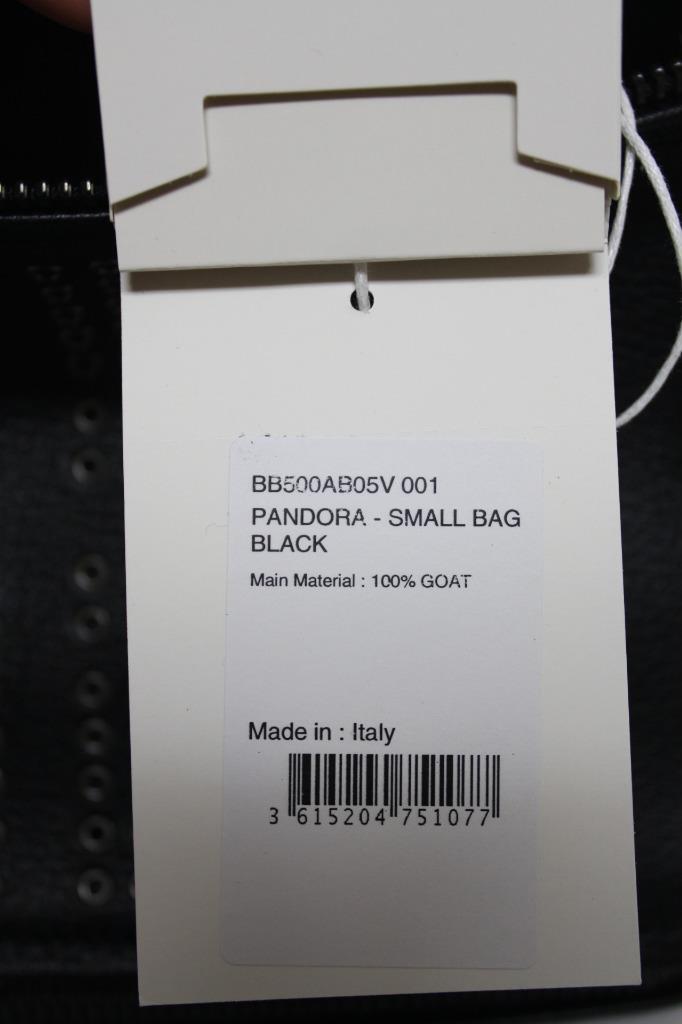 BB500AB05V 001
PANDORA - SMALL BAG
BLACK
Main Material : 100% GOAT
Made in : Italy
3 615204 751077